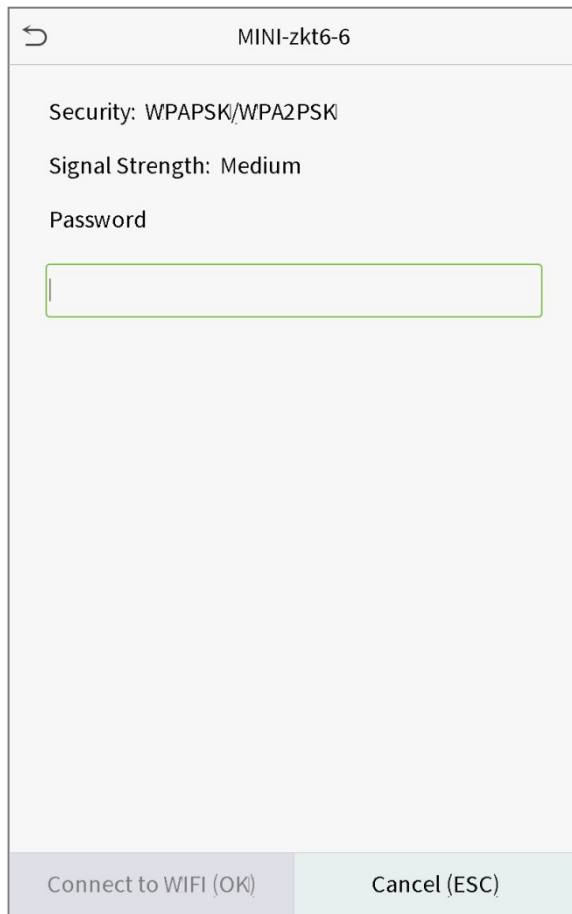 MINI-zkt6-6
Security: WPAPSK/WPA2PSK
Signal Strength: Medium
Password
Connect to WIFI (OK)
Cancel (ESC)